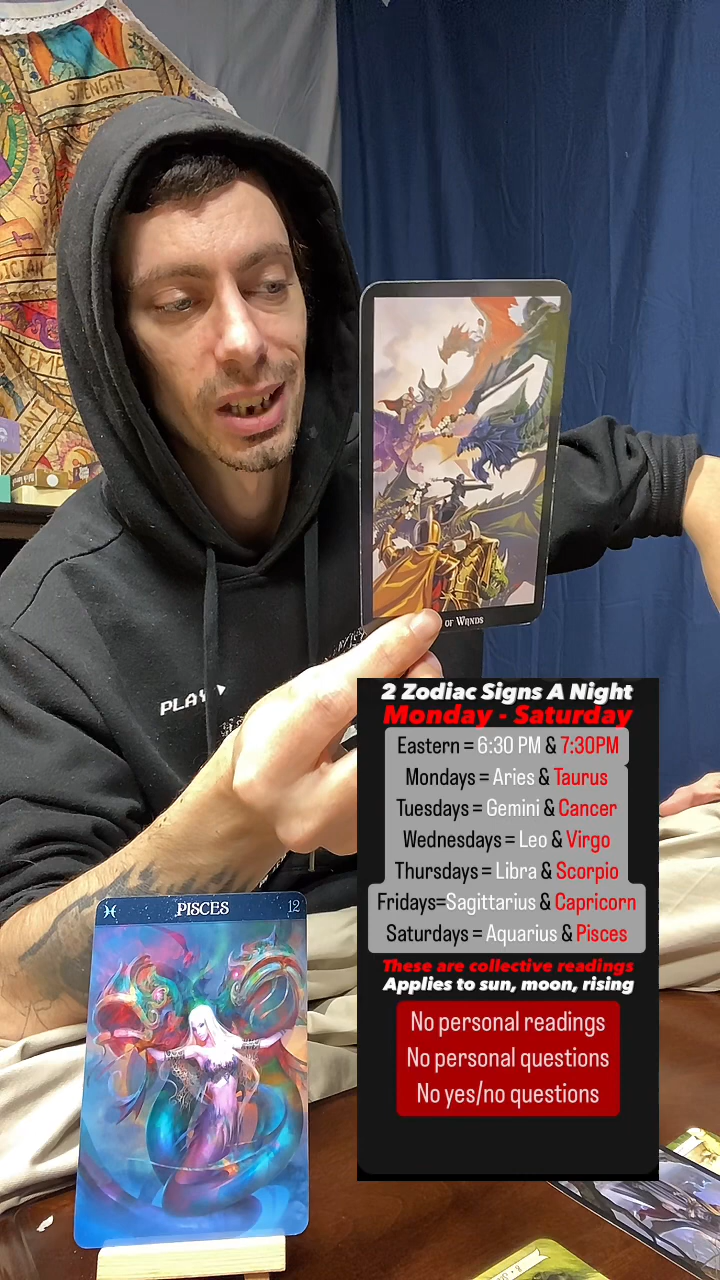 STRENGTH
OF WANDS
PLAY
2 Zodiac Signs A Night
Monday - Saturday
Eastern = 6:30 PM & 7:30PM
Mondays = Aries & Taurus
Tuesdays = Gemini & Cancer
Wednesdays = Leo & Virgo
Thursdays = Libra & Scorpio
Fridays=Sagittarius & Capricorn
Saturdays = Aquarius & Pisces
These are collective readings
Applies to sun, moon, rising
No personal readings
No personal questions
No yes/no questions
PISCES 12